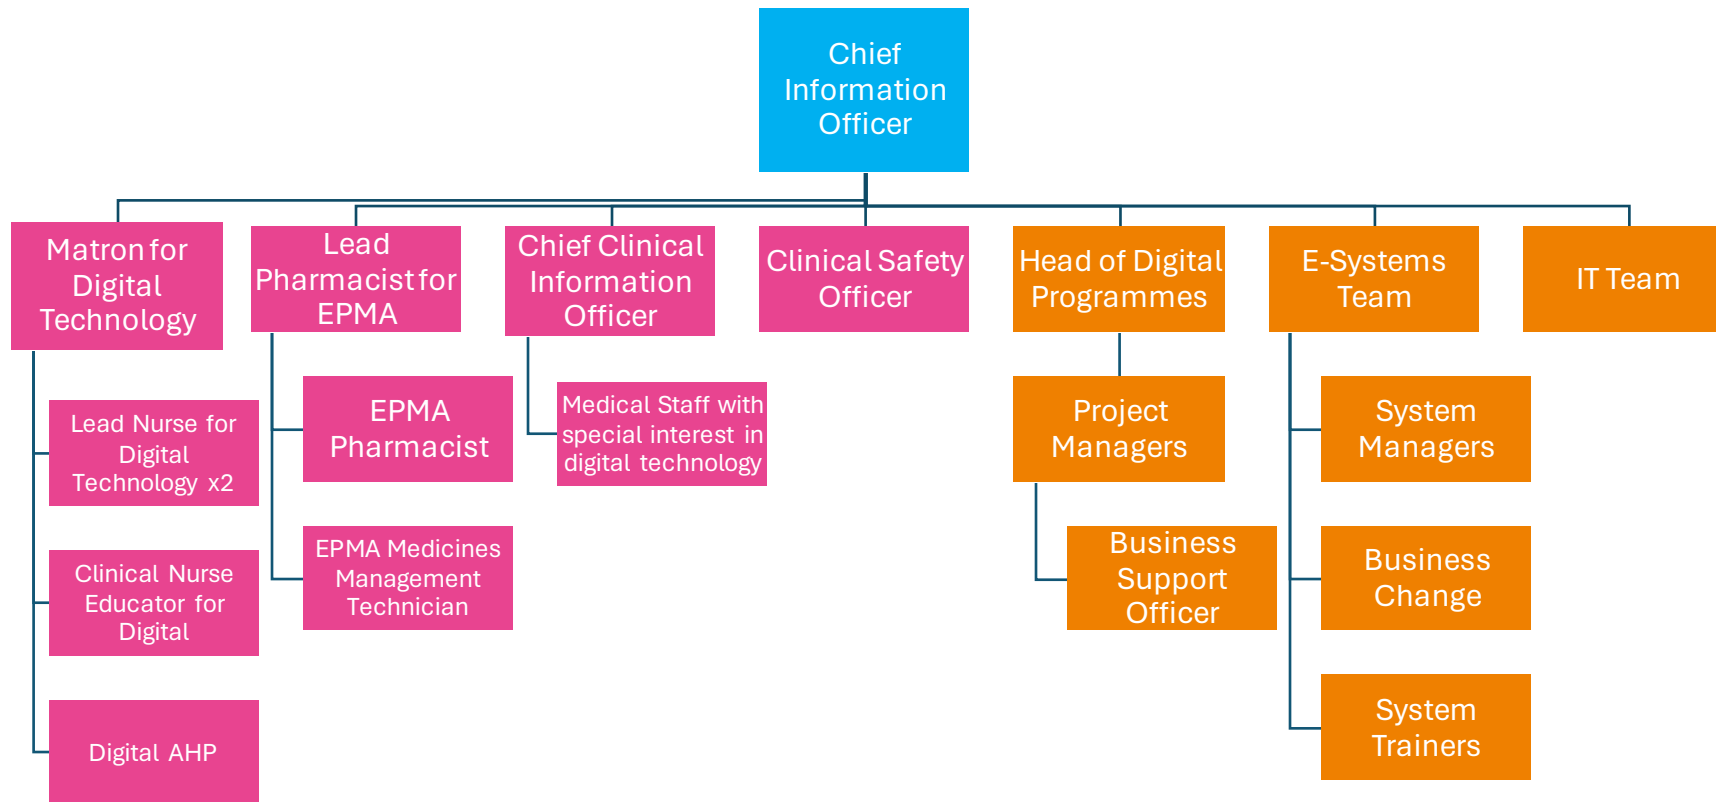 Chief
Information
Officer
Matron for
Digital
Technology
Lead
Pharmacist for
EPMA
Chief Clinical
Information
Officer
Clinical Safety
Officer
Head of Digital
Programmes
E-Systems
Team
IT Team
Lead Nurse for
Digital
Technology x2
Clinical Nurse
Educator for
Digital
Digital AHP
EPMA
Pharmacist
EPMA Medicines
Management
Technician
Medical Staff with
special interest in
digital technology
Project
Managers
Business
Support
Officer
System
Managers
Business
Change
System
Trainers